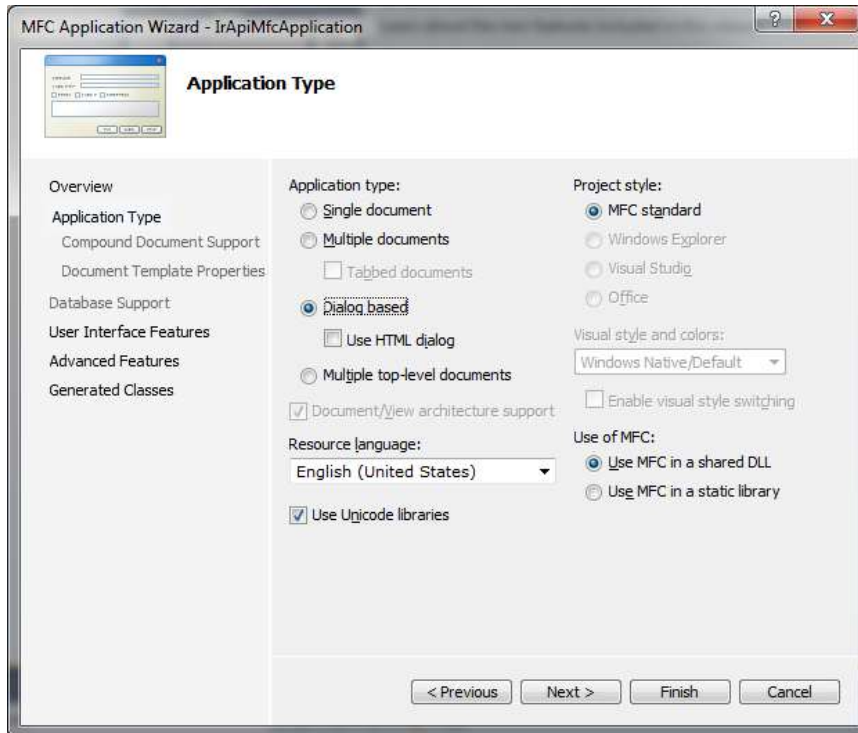 MFC Application Wizard - IrApiMfcApplication
Application Type
Overview
Application Type
Compound Document Support
Document Template Properties
Database Support
User Interface Features
Advanced Features
Generated Classes
Application type:
Single document
Multiple documents
Tabbed documents
Dialog based
Use HTML dialog
Multiple top-level documents
Document/View architecture support
Resource language:
English (United States)
Use Unicode libraries
Project style:
MFC standard
Windows Explorer
Visual Studio
Office
Visual style and colors:
Windows Native/Default
Enable visual style switching
Use of MFC:
Use MFC in a shared DLL
Use MFC in a static library
< Previous
Next >
Finish
Cancel